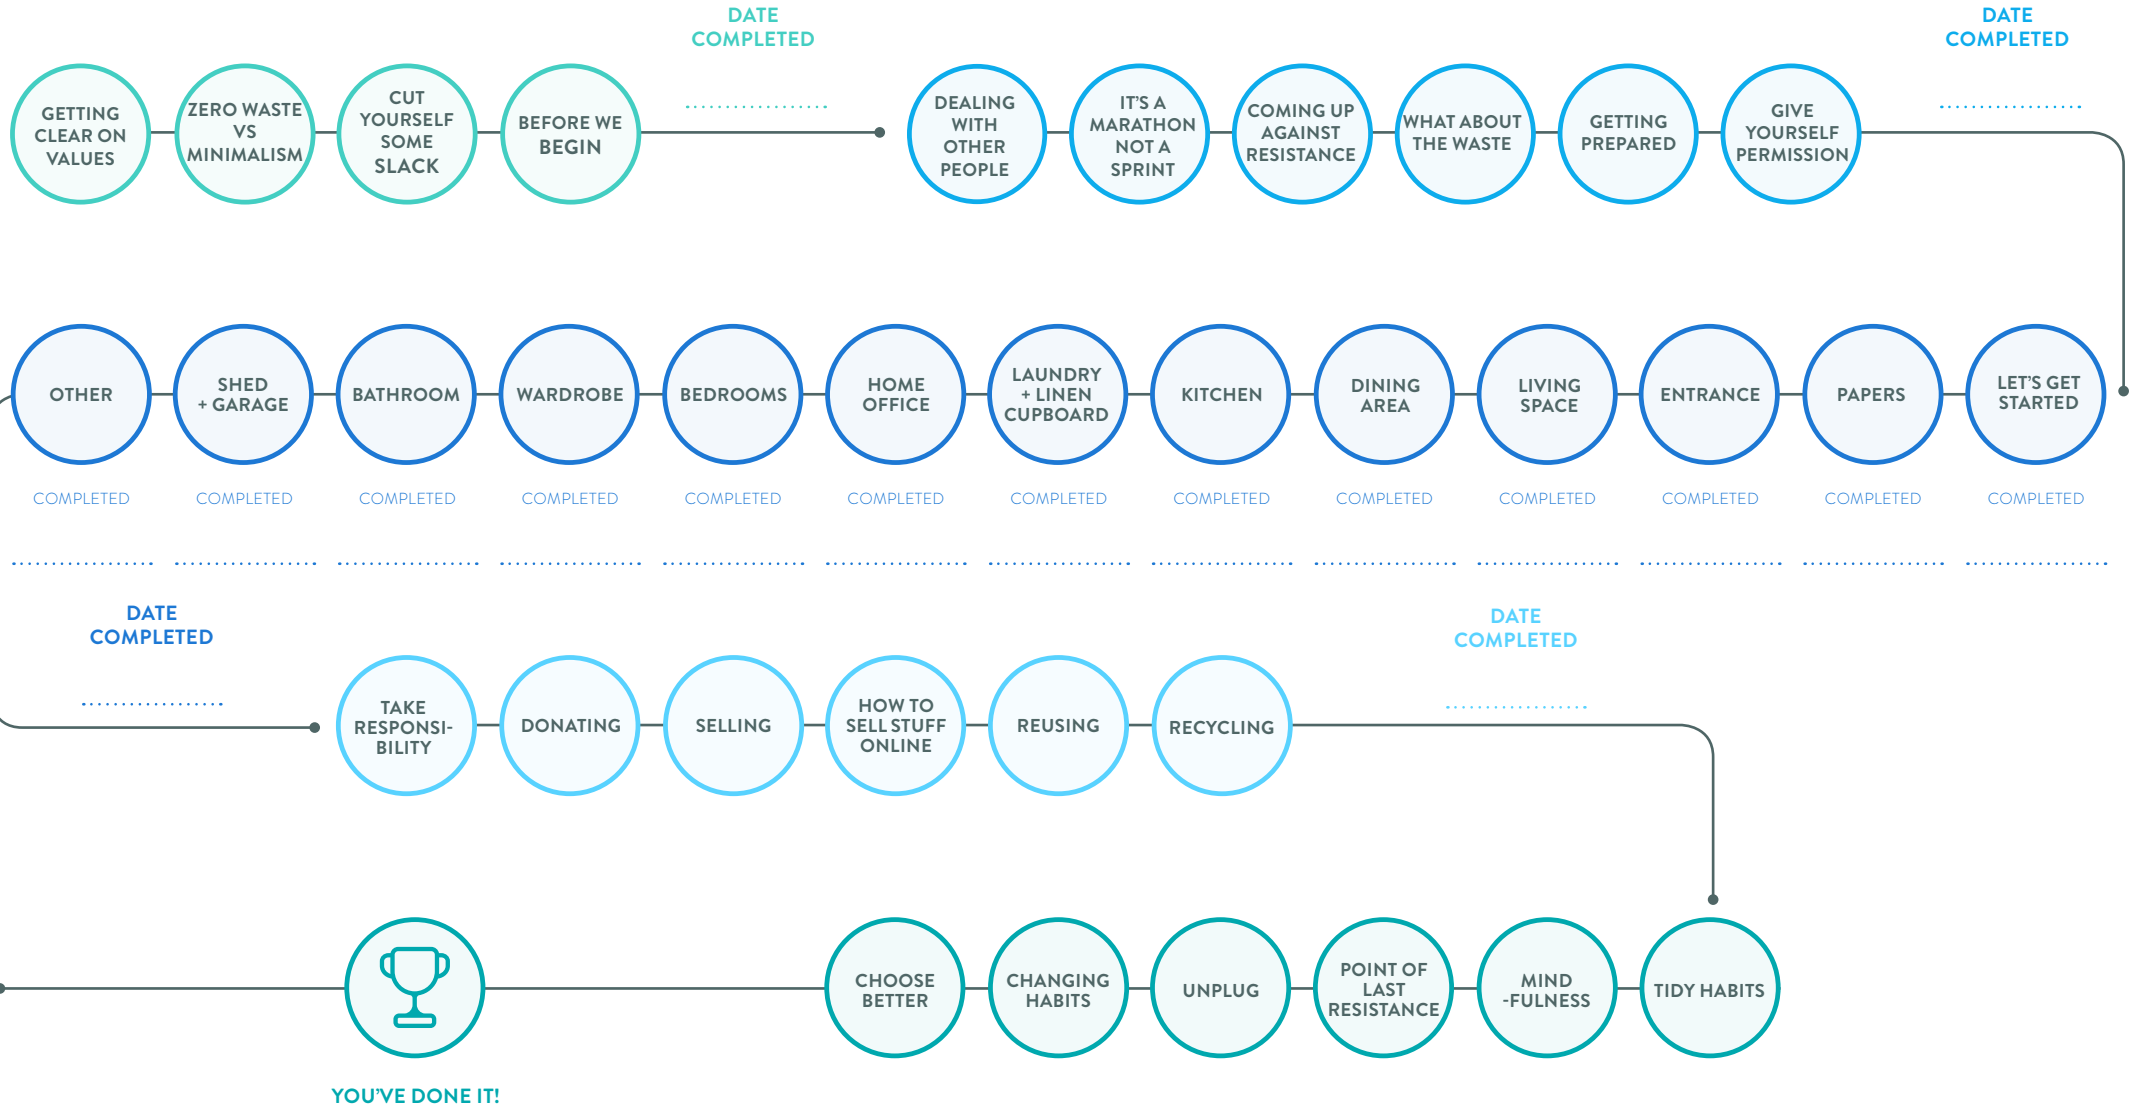 DATE
COMPLETED
DATE
COMPLETED
GETTING
CLEAR ON
VALUES
ZERO WASTE
VS
MINIMALISM
CUT
YOURSELF
SOME
SLACK
BEFORE WE
BEGIN
DEALING
WITH
OTHER
PEOPLE
IT'S A
MARATHON
NOT A
SPRINT
COMING UP
AGAINST
RESISTANCE
WHAT ABOUT
THE WASTE
GETTING
PREPARED
GIVE
YOURSELF
PERMISSION
OTHER
SHED
+ GARAGE
BATHROOM
WARDROBE
BEDROOMS
HOME
OFFICE
LAUNDRY
+ LINEN
CUPBOARD
KITCHEN
DINING
AREA
LIVING
SPACE
ENTRANCE
PAPERS
LET'S GET
STARTED
COMPLETED
COMPLETED
COMPLETED
COMPLETED
COMPLETED
COMPLETED
COMPLETED
COMPLETED
COMPLETED
COMPLETED
COMPLETED
COMPLETED
COMPLETED
DATE
COMPLETED
DATE
COMPLETED
TAKE
RESPONSI-
BILITY
DONATING
SELLING
HOW TO
SELL STUFF
ONLINE
REUSING
RECYCLING
CHOOSE
BETTER
CHANGING
HABITS
UNPLUG
POINT OF
LAST
RESISTANCE
MIND
-FULNESS
TIDY HABITS
YOU'VE DONE IT!